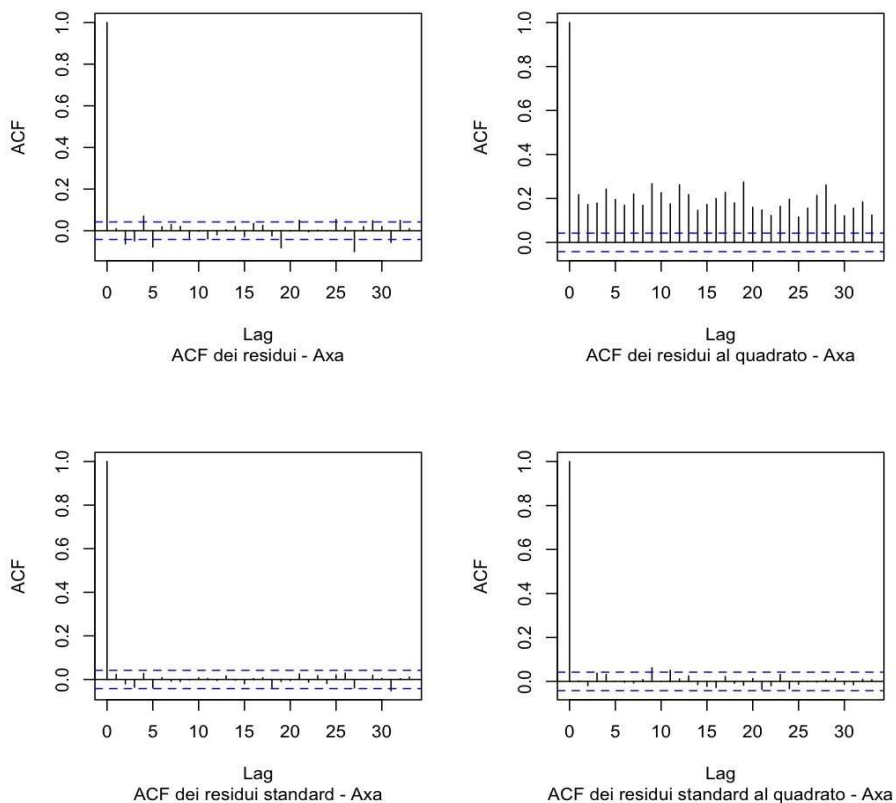 ACF
0.0 0.2 0.4 0.6 0.8 1.0
0 5 10 15 20 25 30
Lag
ACF dei residui - Axa
ACF
0.0 0.2 0.4 0.6 0.8 1.0
0 5 10 15 20 25 30
Lag
ACF dei residui al quadrato - Axa
ACF
0.0 0.2 0.4 0.6 0.8 1.0
0 5 10 15 20 25 30
Lag
ACF dei residui standard - Axa
ACF
0.0 0.2 0.4 0.6 0.8 1.0
0 5 10 15 20 25 30
Lag
ACF dei residui standard al quadrato - Axa